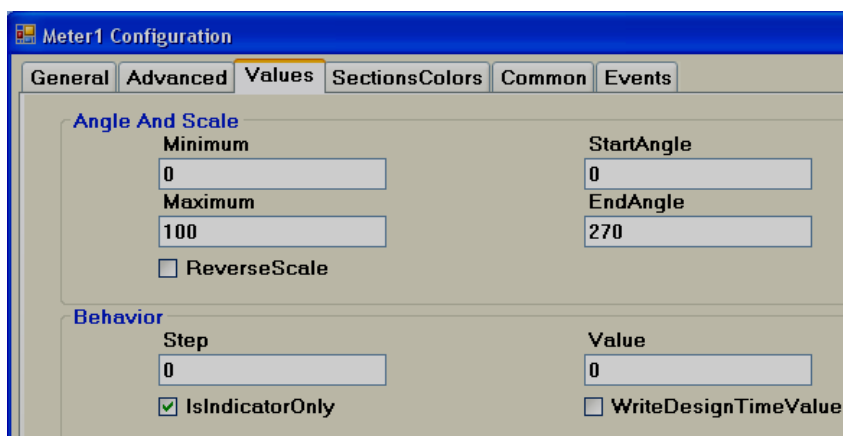 Meter1 Configuration
General Advanced Values SectionsColors Common Events
Angle And Scale
Minimum StartAngle
0 0
Maximum EndAngle
100 270
ReverseScale
Behavior
Step Value
0 0
IsIndicatorOnly WriteDesignTimeValue